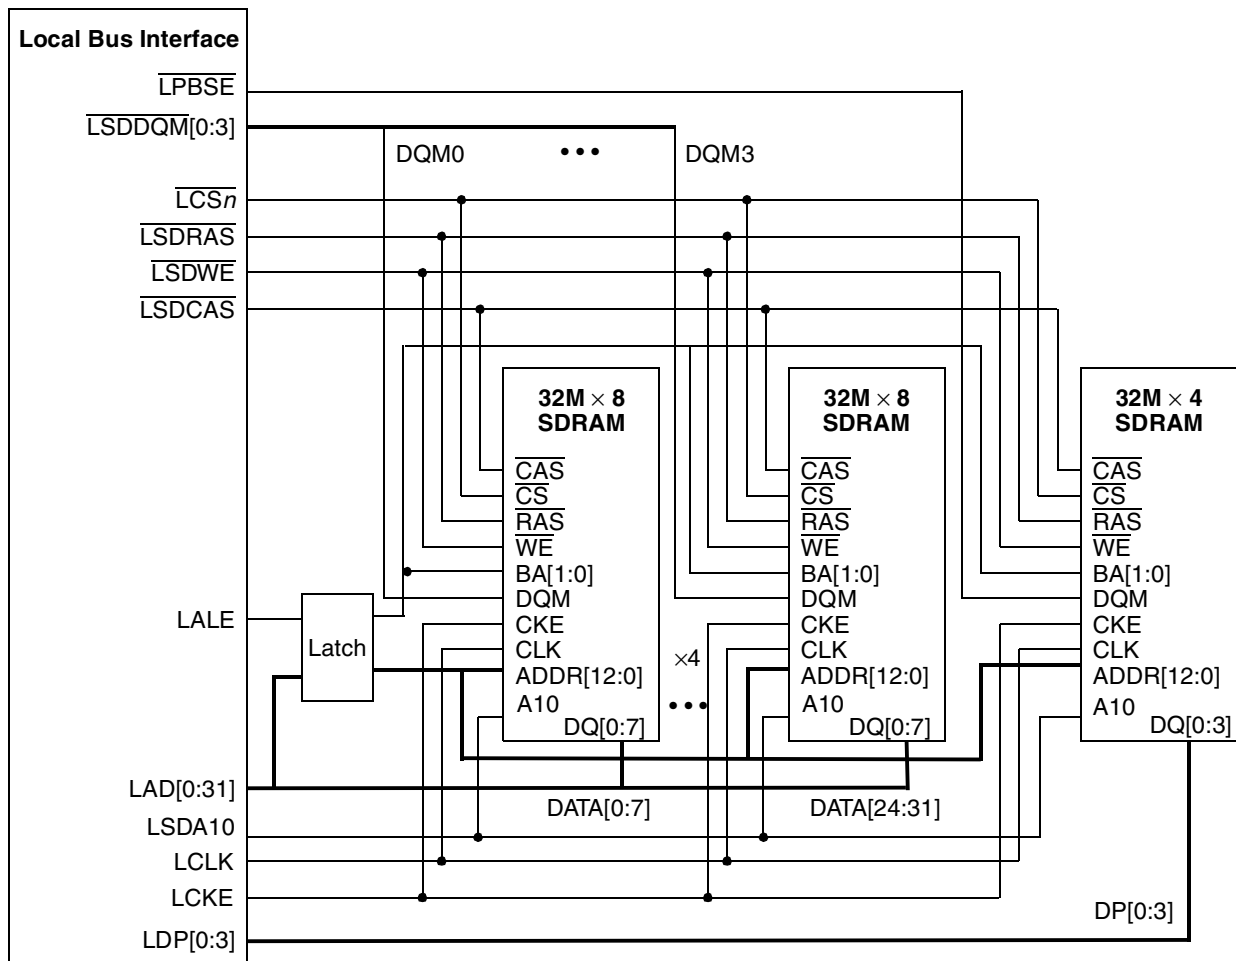 Local Bus Interface
LPBSE
LSDDQM[0:3]
DQM0
•••
DQM3
LCSn
LSDRAS
LSDWE
LSDCAS
32M × 8
SDRAM
CAS
CS
RAS
WE
BA[1:0]
DQM
CKE
CLK
ADDR[12:0]
A10
DQ[0:7]
×4
•••
32M × 8
SDRAM
CAS
CS
RAS
WE
BA[1:0]
DQM
CKE
CLK
ADDR[12:0]
A10
DQ[0:7]
32M × 4
SDRAM
CAS
CS
RAS
WE
BA[1:0]
DQM
CKE
CLK
ADDR[12:0]
A10
DQ[0:3]
LALE
Latch
LAD[0:31]
DATA[0:7]
DATA[24:31]
LSDA10
LCLK
LCKE
DP[0:3]
LDP[0:3]